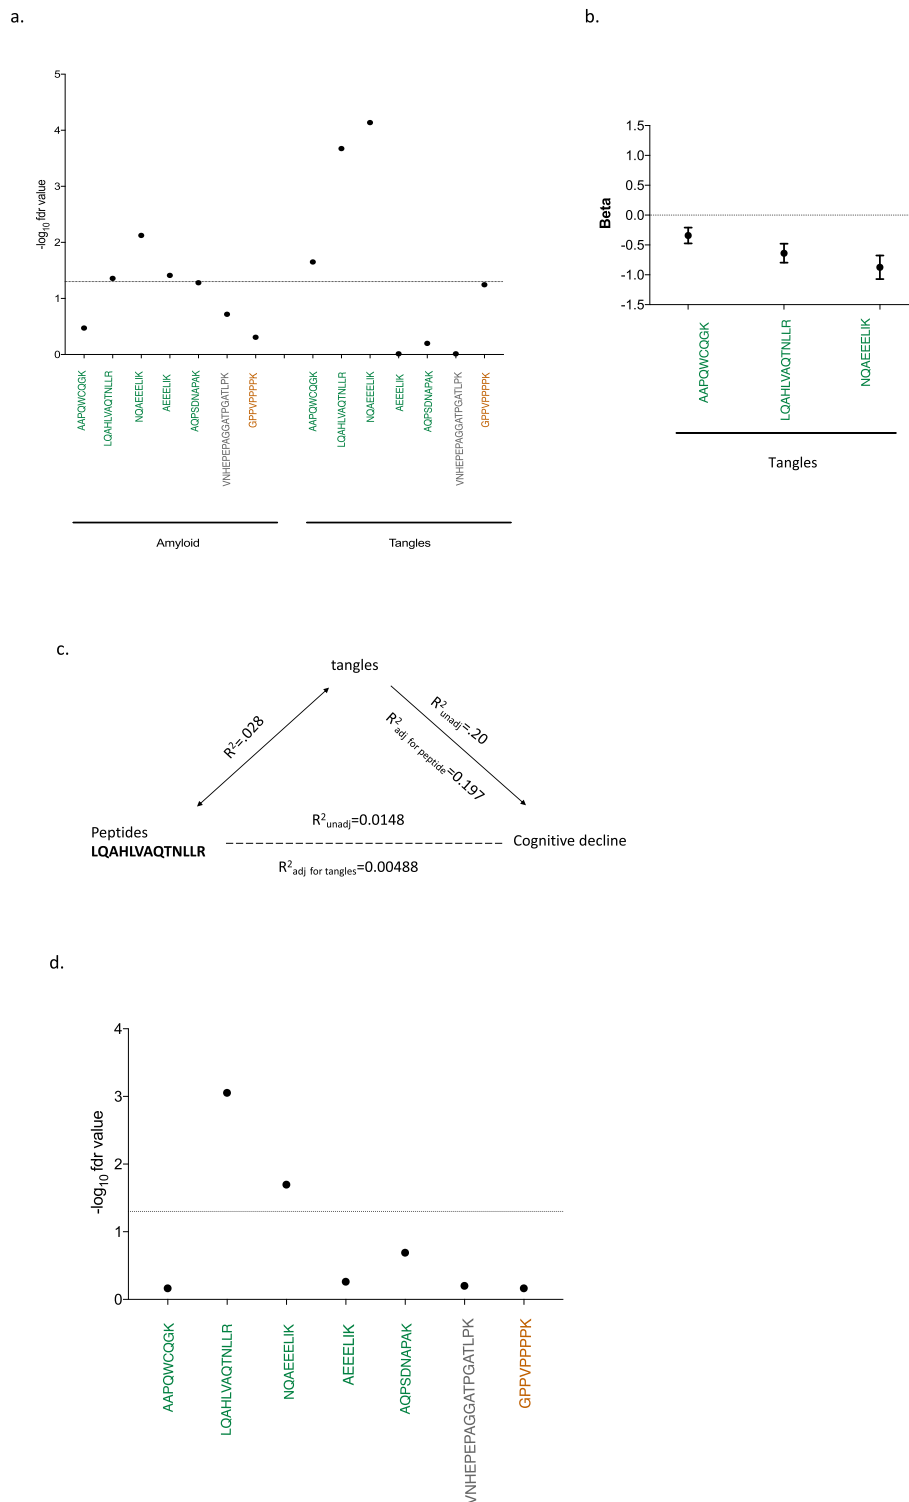 a.
5
4
3
2
1
0
-log10 fdr value
AAPQWCQGK
LQAHLVAQTNLLR
NQAEEELIK
AEEELIK
AQPSDNAPAK
VNHEPEPAGGATPGATLPK
GPPVPPPPK
AAPQWCQGK
LQAHLVAQTNLLR
NQAEEELIK
AEEELIK
AQPSDNAPAK
VNHEPEPAGGATPGATLPK
GPPVPPPPK
Amyloid
Tangles
b.
1.5
1.0
0.5
0.0
-0.5
-1.0
-1.5
Beta
AAPQWCQGK
LQAHLVAQTNLLR
NQAEEELIK
Tangles
c.
tangles
R2=.028
R2unadj=.20
R2adj for peptide=0.197
Peptides
LQAHLVAQTNLLR
R2unadj=0.0148
R2adj for tangles=0.00488
Cognitive decline
d.
4
3
2
1
0
-log10 fdr value
AAPQWCQGK
LQAHLVAQTNLLR
NQAEEELIK
AEEELIK
AQPSDNAPAK
VNHEPEPAGGATPGATLPK
GPPVPPPPK